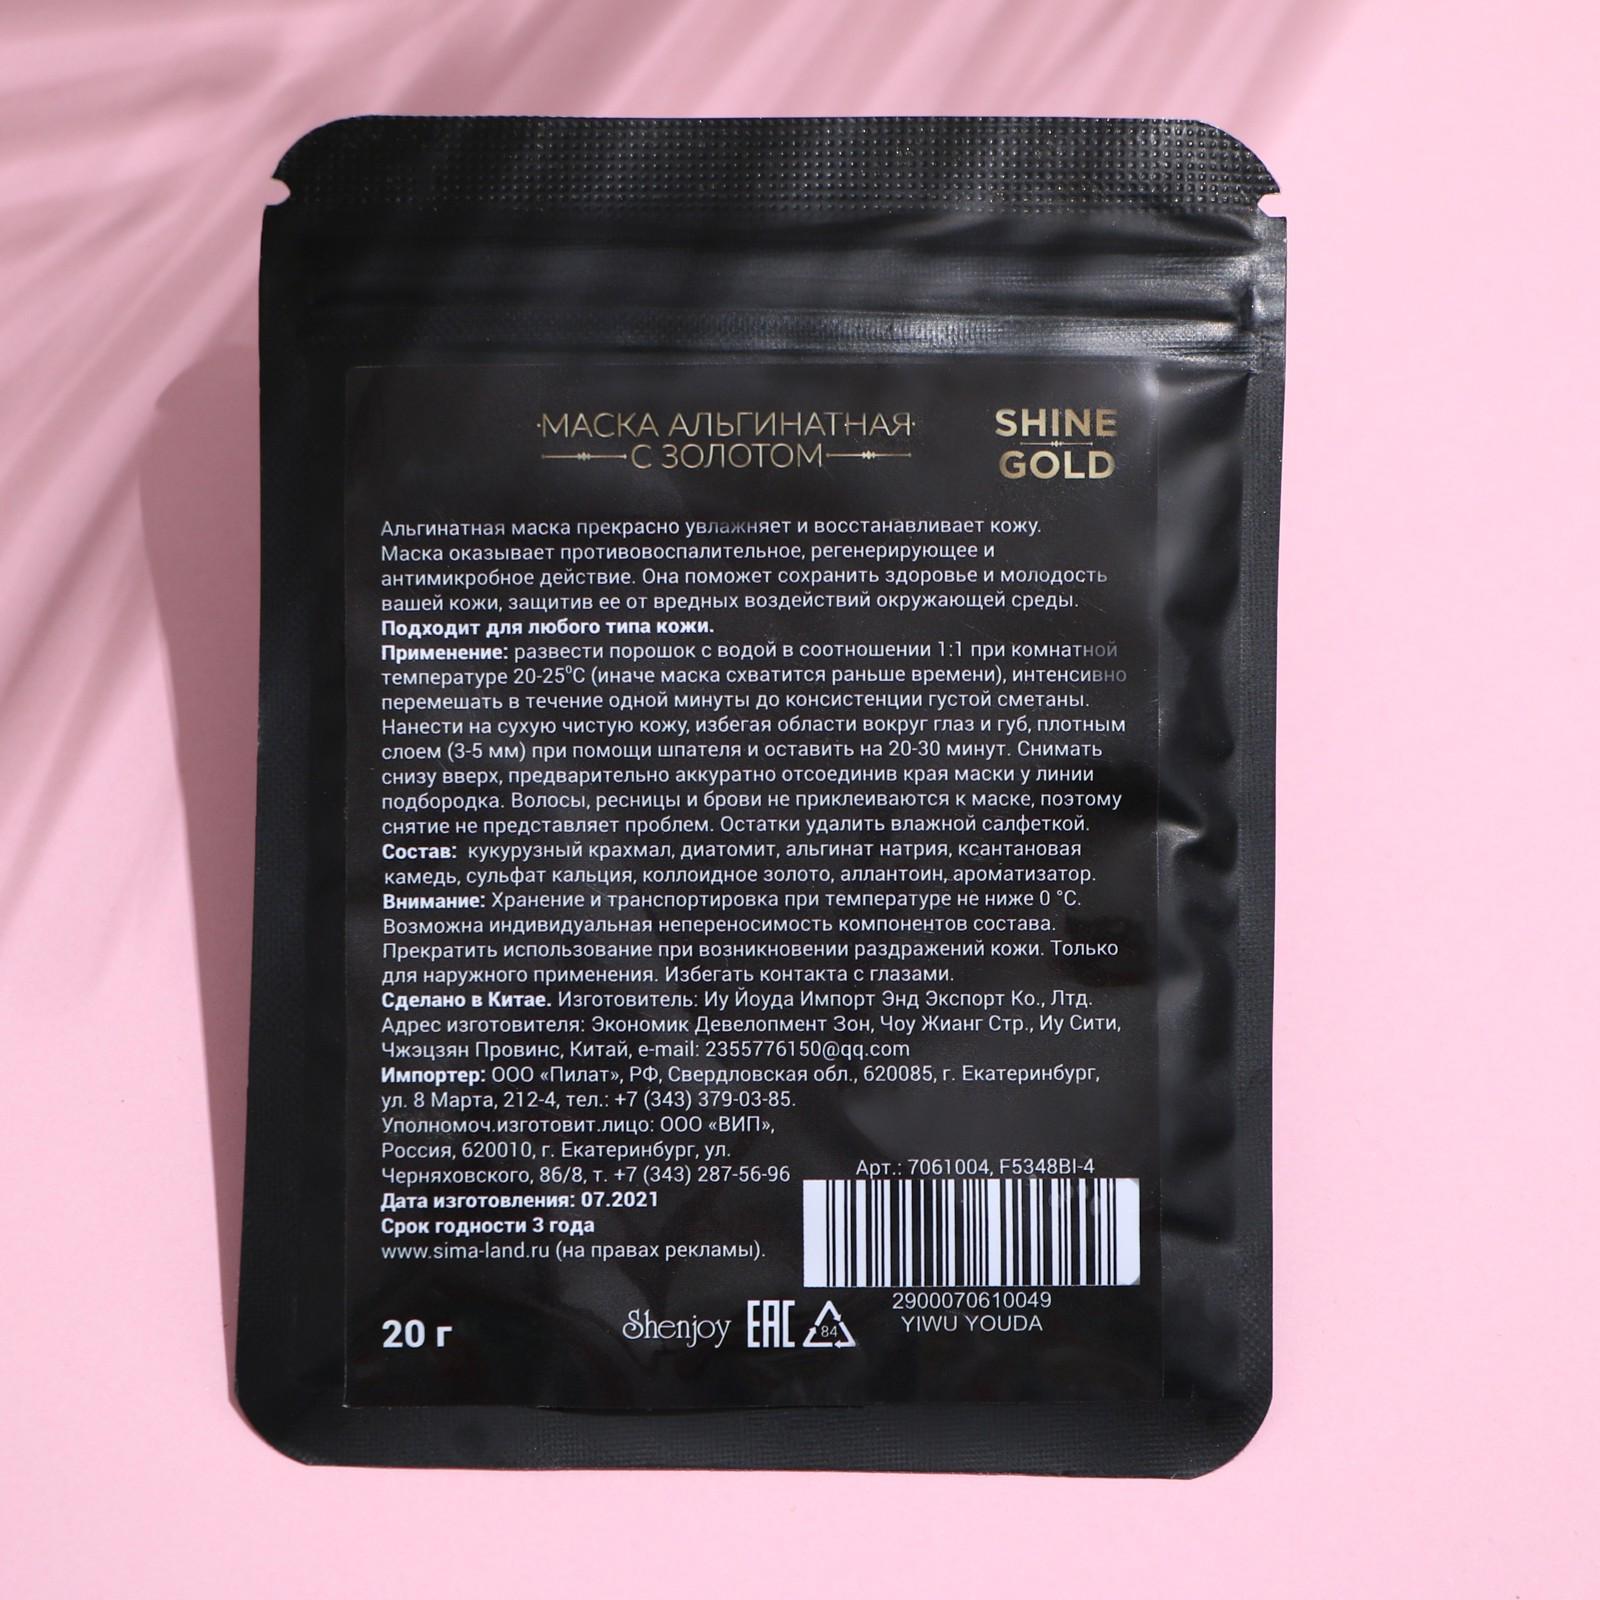 МАСКА АЛЬГИНАТНАЯ
С ЗОЛОТОМ
SHINE
GOLD
Альгинатная маска прекрасно увлажняет и восстанавливает кожу.
Маска оказывает противовоспалительное, регенерирующее и
антимикробное действие. Она поможет сохранить здоровье и молодость
вашей кожи, защитив ее от вредных воздействий окружающей среды.
Подходит для любого типа кожи.
Применение: развести порошок с водой в соотношении 1:1 при комнатной
температуре 20-25⁰С (иначе маска схватится раньше времени), интенсивно
перемешать в течение одной минуты до консистенции густой сметаны.
Нанести на сухую чистую кожу, избегая области вокруг глаз и губ, плотным
слоем (3-5 мм) при помощи шпателя и оставить на 20-30 минут. Снимать
снизу вверх, предварительно аккуратно отсоединив края маски у линии
подбородка. Волосы, ресницы и брови не приклеиваются к маске, поэтому
снятие не представляет проблем. Остатки удалить влажной салфеткой.
Состав: кукурузный крахмал, диатомит, альгинат натрия, ксантановая
камедь, сульфат кальция, коллоидное золото, аллантоин, ароматизатор.
Внимание: Хранение и транспортировка при температуре не ниже 0 °С.
Возможна индивидуальная непереносимость компонентов состава.
Прекратить использование при возникновении раздражений кожи. Только
для наружного применения. Избегать контакта с глазами.
Сделано в Китае. Изготовитель: Иу Йоуда Импорт Энд Экспорт Ко., Лтд.
Адрес изготовителя: Экономик Девелопмент Зон, Чоу Жианг Стр., Иу Сити,
Чжэцзян Провинс, Китай, e-mail: 2355776150@qq.com
Импортер: ООО «Пилат», РФ, Свердловская обл., 620085, г. Екатеринбург,
ул. 8 Марта, 212-4, тел.: +7 (343) 379-03-85.
Уполномоч.изготовит.лицо: ООО «ВИП»,
Россия, 620010, г. Екатеринбург, ул.
Черняховского, 86/8, т. +7 (343) 287-56-96
Дата изготовления: 07.2021
Срок годности 3 года
www.sima-land.ru (на правах рекламы).
Арт.: 7061004, F5348BI-4
2900070610049
YIWU YOUDA
20 г
Shenjoy
EAC
84